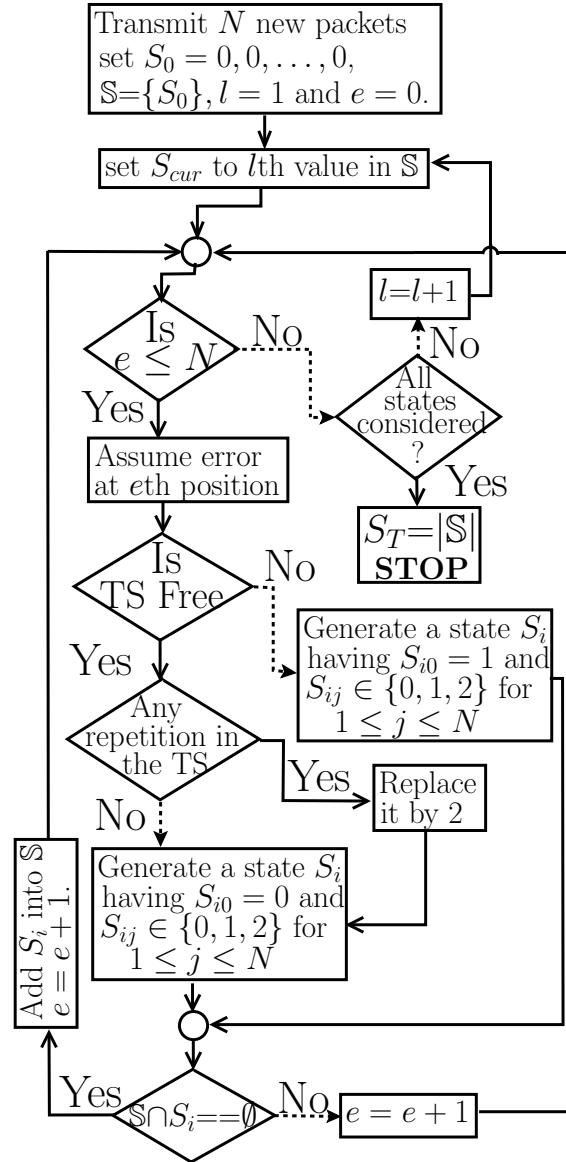 Transmit N new packets
set S₀ = 0, 0, . . . , 0,
𝕊={S₀}, l = 1 and e = 0.
set S_cur to lth value in 𝕊
l=l+1
Is
e ≤ N
No
No
All
states
considered
?
Yes
Yes
Assume error
at eth position
S_T=|𝕊|
STOP
Is
TS Free
No
Yes
Generate a state S_i
having S_i0 = 1 and
S_ij ∈ {0, 1, 2} for
1 ≤ j ≤ N
Any
repetition in
the TS
Yes
Replace
it by 2
No
Generate a state S_i
having S_i0 = 0 and
S_ij ∈ {0, 1, 2} for
1 ≤ j ≤ N
Add S_i into 𝕊
e = e + 1.
Yes
𝕊∩S_i==∅
No
e = e + 1